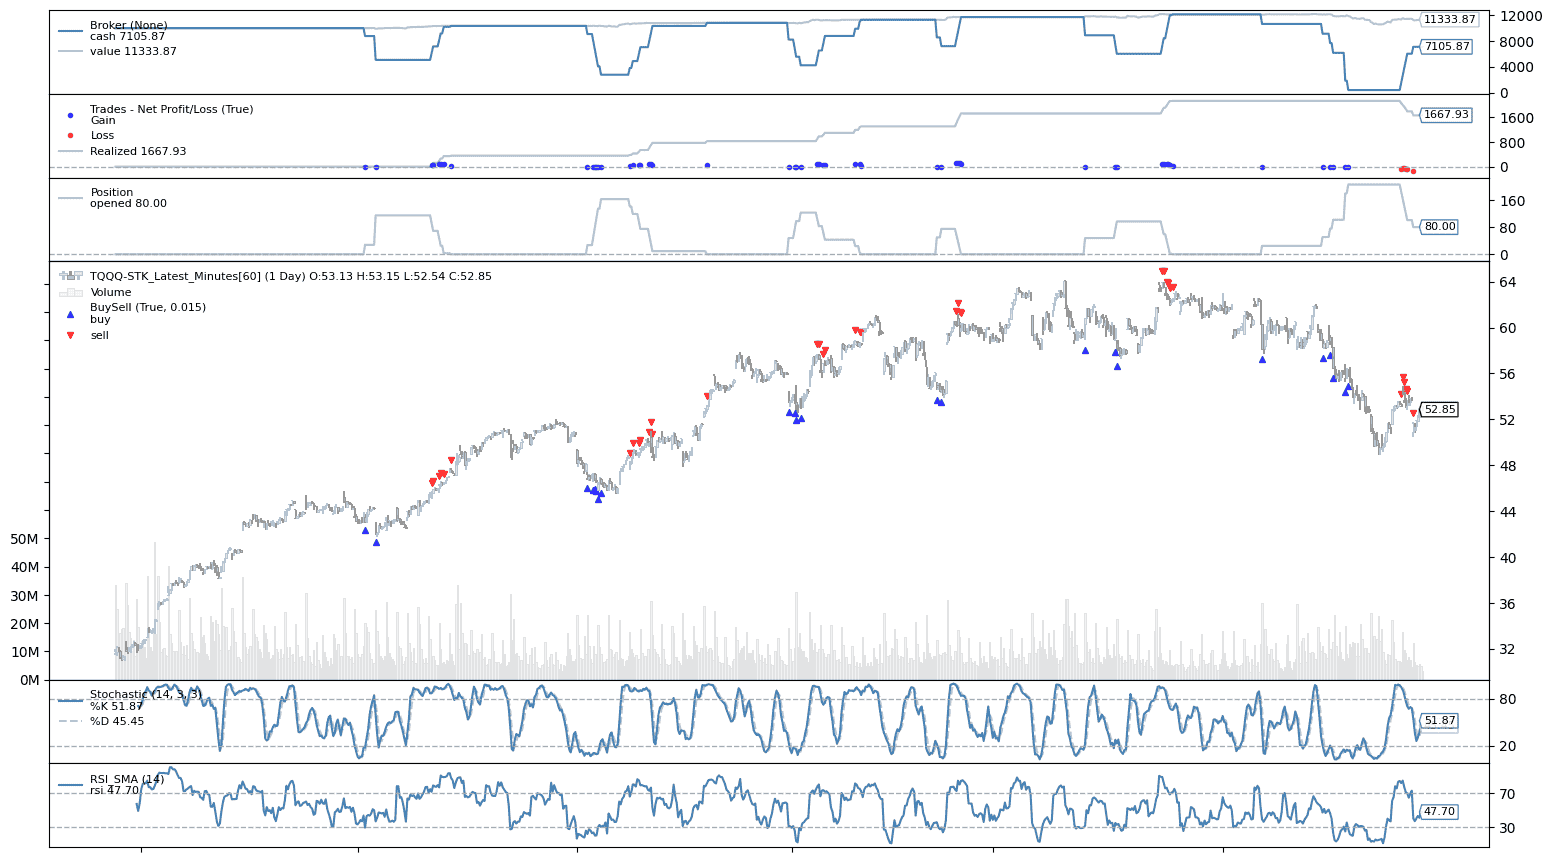 Broker (None)
cash 7105.87
value 11333.87
12000
11333.87
8000
7105.87
4000
0
Trades - Net Profit/Loss (True)
Gain
Loss
Realized 1667.93
1667.93
1600
800
0
Position
opened 80.00
160
80
80.00
0
TQQQ-STK_Latest_Minutes[60] (1 Day) O:53.13 H:53.15 L:52.54 C:52.85
Volume
BuySell (True, 0.015)
buy
sell
64
60
56
52.85
52
48
44
40
36
32
50M
40M
30M
20M
10M
0M
Stochastic (14, 3, 3)
%K 51.87
%D 45.45
80
51.87
20
RSI_SMA (14)
rsi 47.70
70
47.70
30